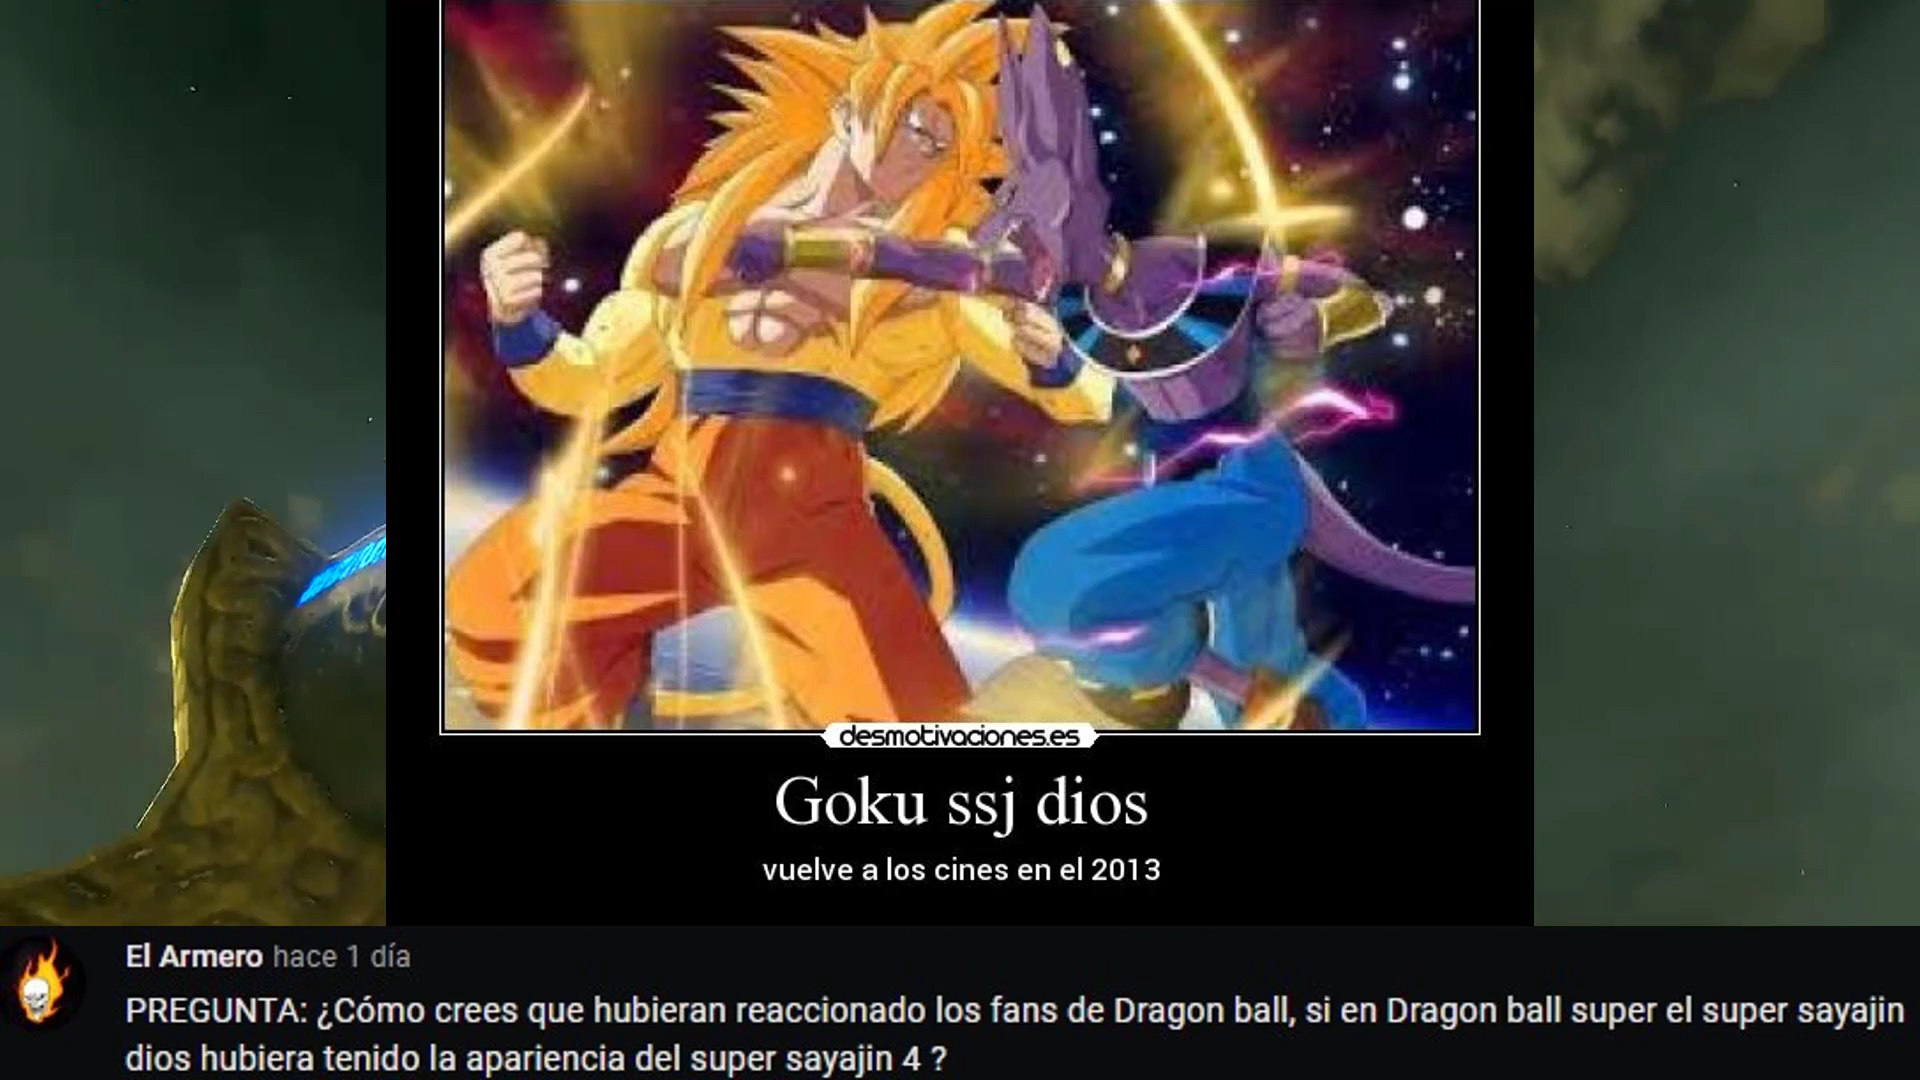 desmotivaciones.es
Goku ssj dios
vuelve a los cines en el 2013
El Armero hace 1 día
PREGUNTA: ¿Cómo crees que hubieran reaccionado los fans de Dragon ball, si en Dragon ball super el super sayajin
dios hubiera tenido la apariencia del super sayajin 4 ?